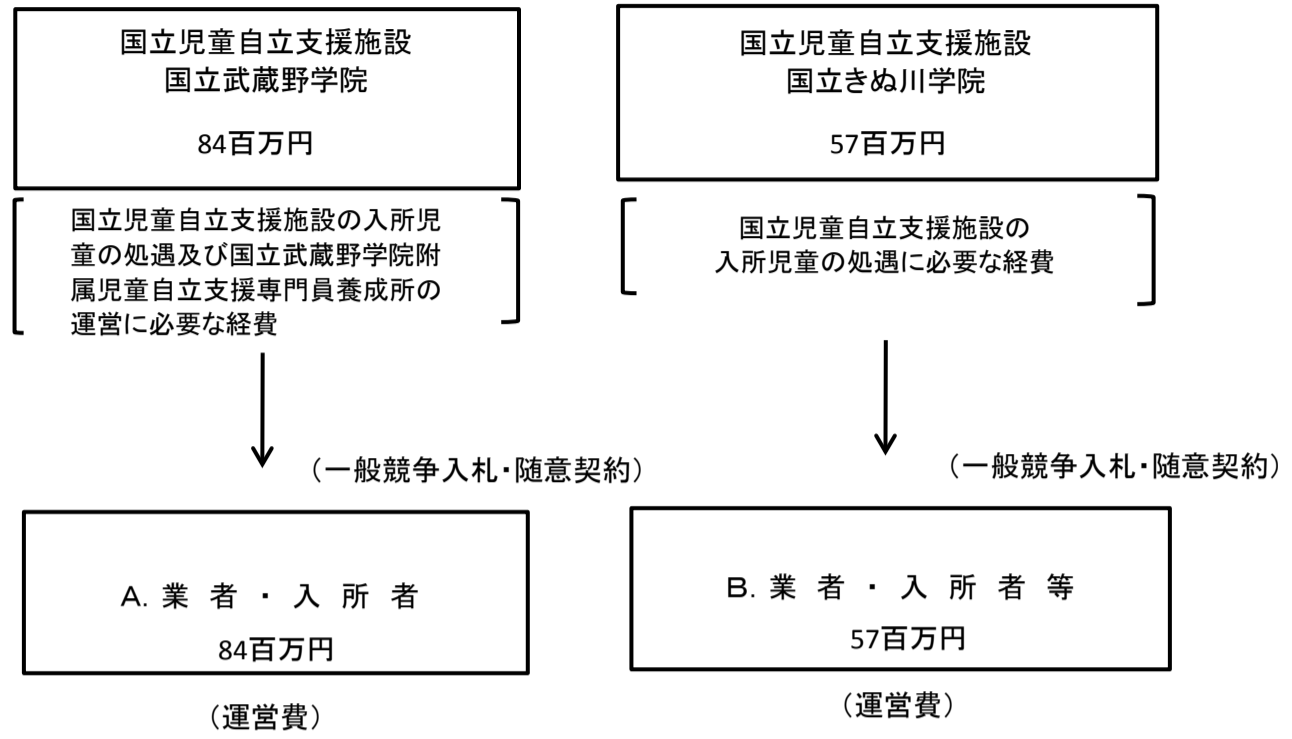 国立児童自立支援施設
国立武蔵野学院
84百万円
国立児童自立支援施設の入所児
童の処遇及び国立武蔵野学院附
属児童自立支援専門員養成所の
運営に必要な経費
（一般競争入札・随意契約）
A. 業 者 ・ 入 所 者
84百万円
（運営費）
国立児童自立支援施設
国立きぬ川学院
57百万円
国立児童自立支援施設の
入所児童の処遇に必要な経費
（一般競争入札・随意契約）
B. 業 者 ・ 入 所 者 等
57百万円
（運営費）